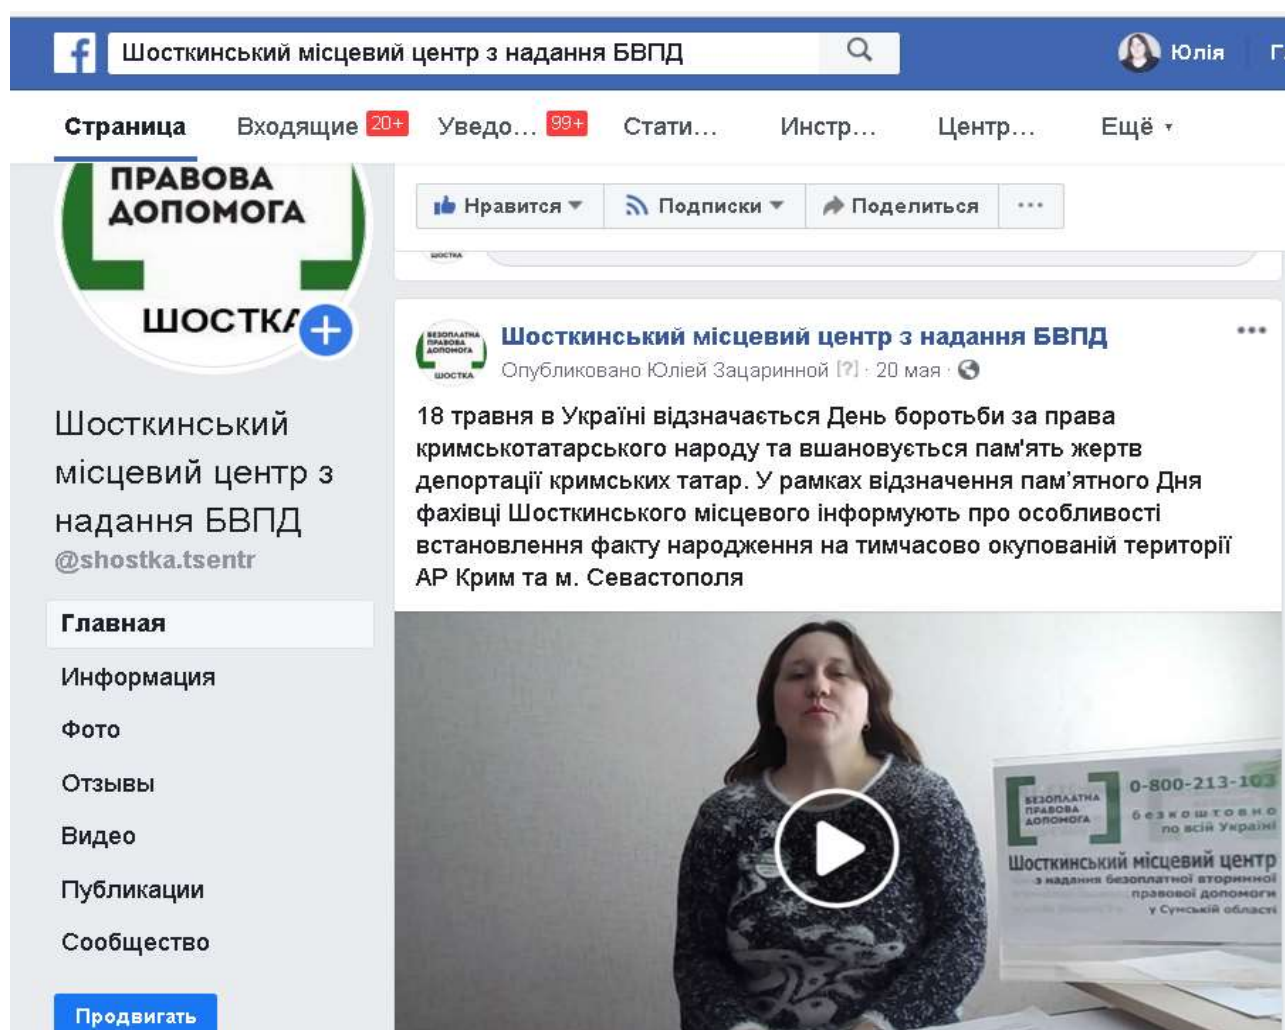 Шосткинський місцевий центр з надання БВПД
Юлія
Страница Входящие 20+ Уведо... 99+ Стати... Инстр... Центр... Ещё
ПРАВОВА
ДОПОМОГА
ШОСТКА
Нравится Подписки Поделиться ...
ШОСТКА
Шосткинський
місцевий центр з
надання БВПД
@shostka.tsentr
Главная
Информация
Фото
Отзывы
Видео
Публикации
Сообщество
Продвигать
БЕЗОПЛАТНА
ПРАВОВА
ДОПОМОГА
ШОСТКА
Шосткинський місцевий центр з надання БВПД
Опубликовано Юлией Зацаринной [?] · 20 мая ·
18 травня в Україні відзначається День боротьби за права
кримськотатарського народу та вшановується пам'ять жертв
депортації кримських татар. У рамках відзначення пам’ятного Дня
фахівці Шосткинського місцевого інформують про особливості
встановлення факту народження на тимчасово окупованій території
АР Крим та м. Севастополя
БЕЗОПЛАТНА
ПРАВОВА
ДОПОМОГА
0-800-213-103
безкоштовно
по всій Україні
Шосткинський місцевий центр
з надання безоплатної вторинної
правової допомоги
у Сумській області